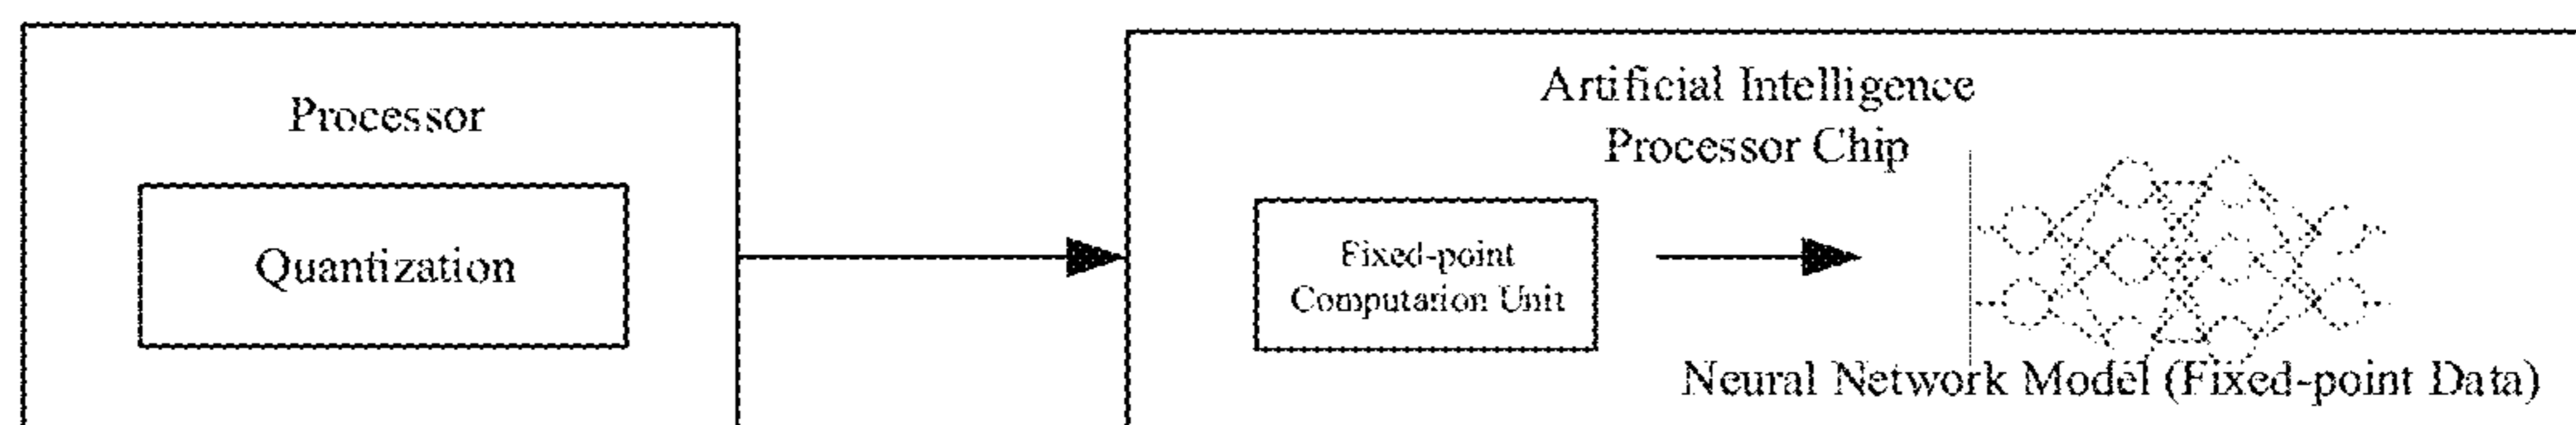 Processor
Quantization
Artificial Intelligence
Processor Chip
Fixed-point
Computation Unit
Neural Network Model (Fixed-point Data)